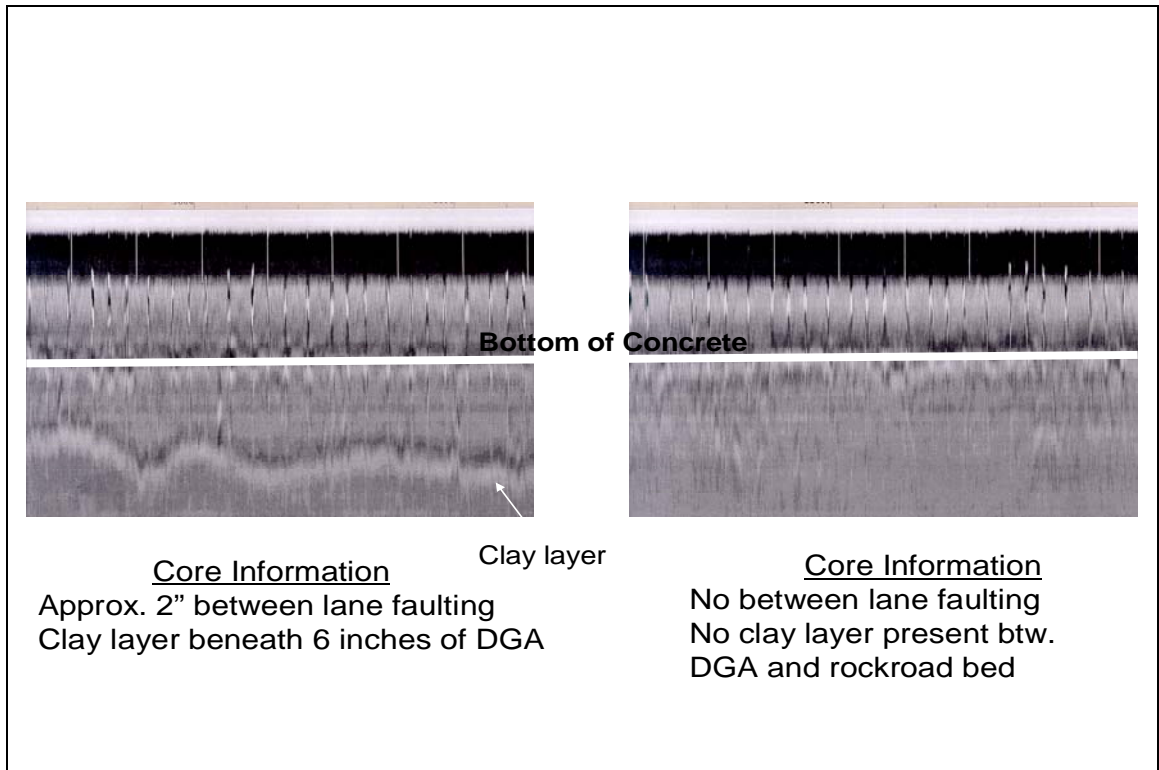 Bottom of Concrete
Clay layer
Core Information
Approx. 2” between lane faulting
Clay layer beneath 6 inches of DGA
Core Information
No between lane faulting
No clay layer present btw.
DGA and rockroad bed